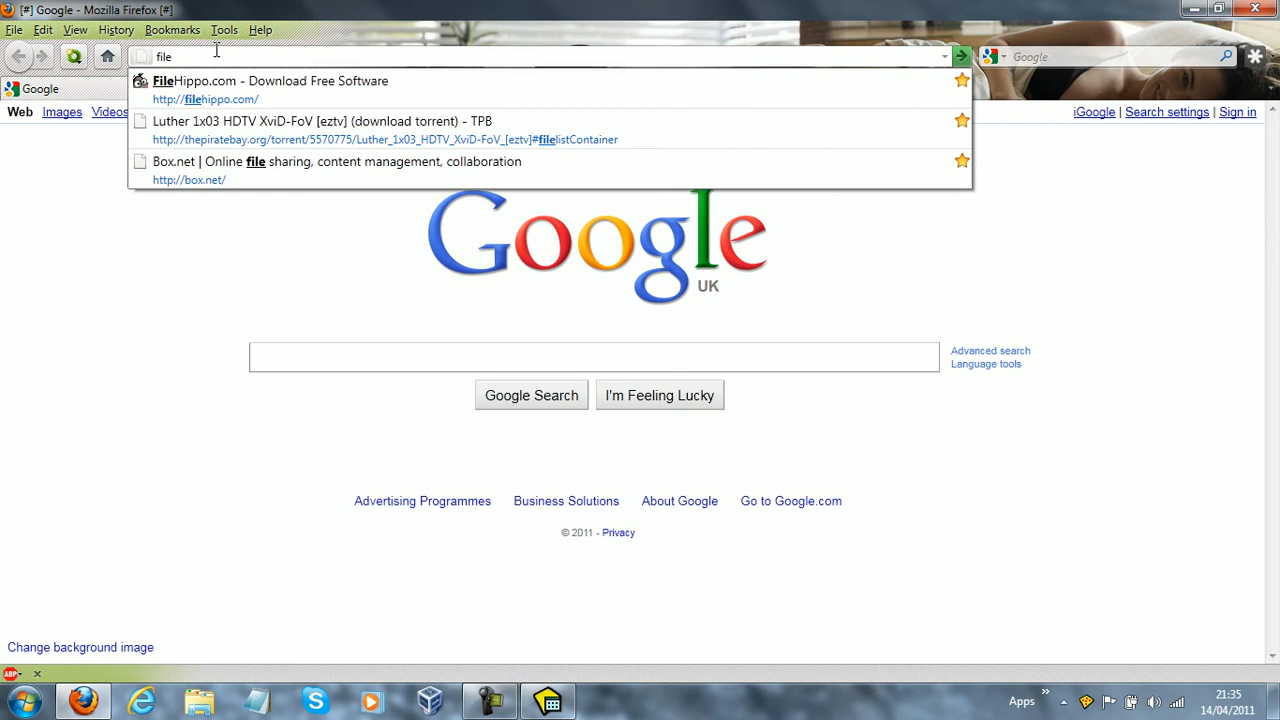 [#] Google - Mozilla Firefox [#]
File Edit View History Bookmarks Tools Help
file
Google
FileHippo.com - Download Free Software
http://filehippo.com/
Luther 1x03 HDTV XviD-FoV [eztv] (download torrent) - TPB
http://thepiratebay.org/torrent/5570775/Luther_1x03_HDTV_XviD-FoV_[eztv]#filelistContainer
Box.net | Online file sharing, content management, collaboration
http://box.net/
Google
Web Images Videos
iGoogle | Search settings | Sign in
Google
UK
Advanced search
Language tools
Google Search
I'm Feeling Lucky
Advertising Programmes Business Solutions About Google Go to Google.com
© 2011 - Privacy
Change background image
ABP
Apps
21:35
14/04/2011